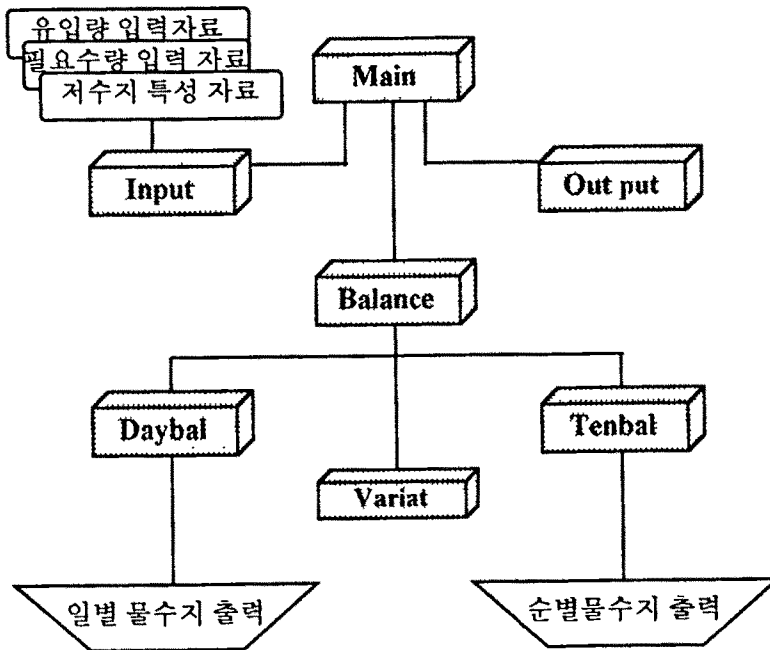 유입량 입력자료
필요수량 입력 자료
저수지 특성 자료
Main
Input
Out put
Balance
Daybal
Tenbal
Variat
일별 물수지 출력
순별물수지 출력